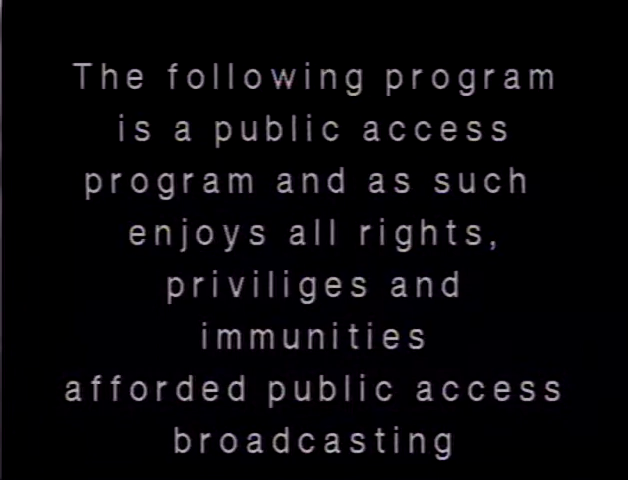 The following program
is a public access
program and as such
enjoys all rights,
priviliges and
immunities
afforded public access
broadcasting